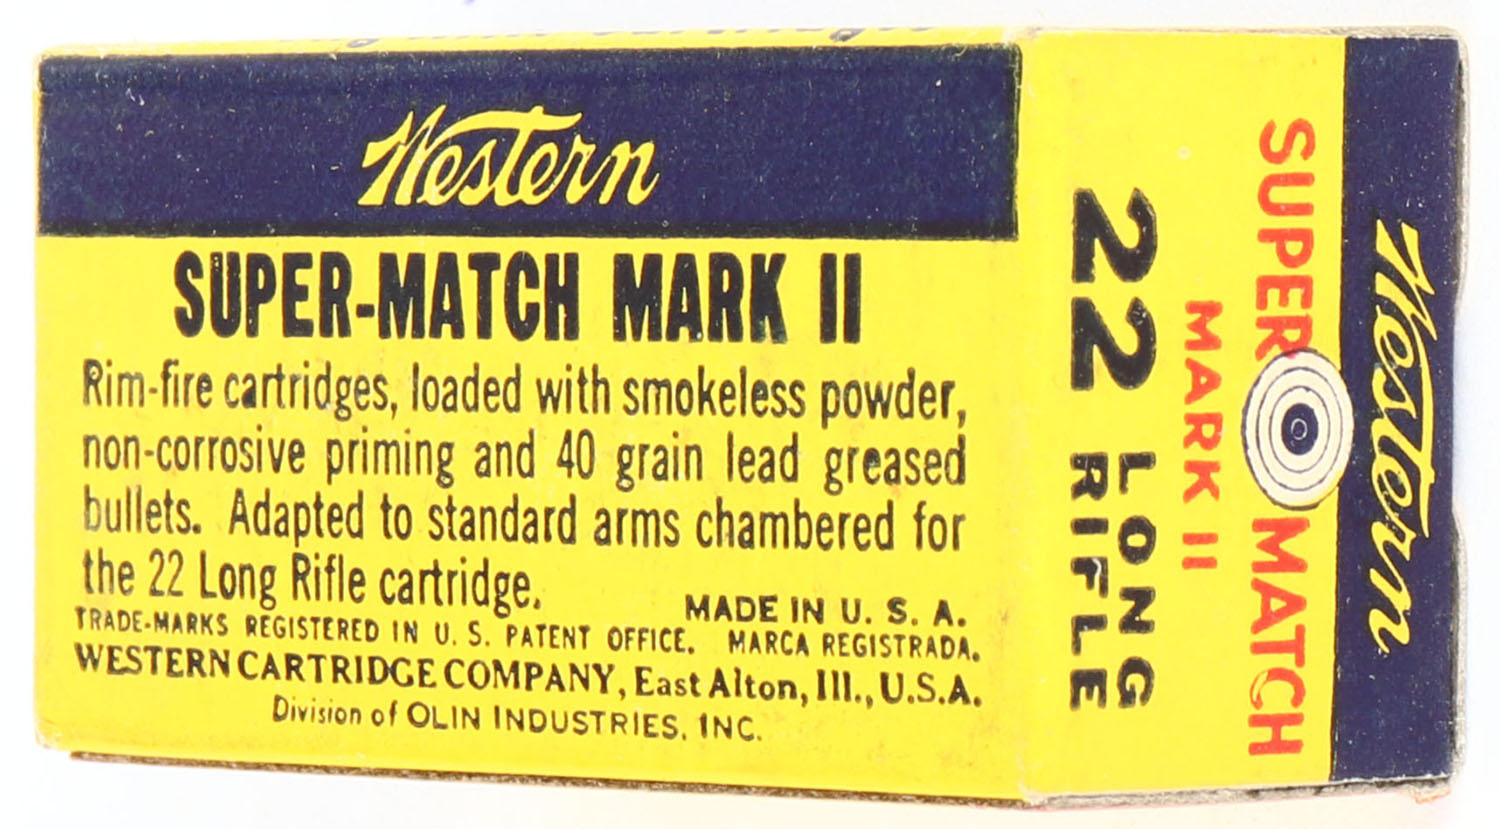 Western
SUPER-MATCH MARK II
Rim-fire cartridges, loaded with smokeless powder,
non-corrosive priming and 40 grain lead greased
bullets. Adapted to standard arms chambered for
the 22 Long Rifle cartridge.
MADE IN U. S. A.
TRADE-MARKS REGISTERED IN U. S. PATENT OFFICE. MARCA REGISTRADA.
WESTERN CARTRIDGE COMPANY, East Alton, Ill., U.S.A.
Division of OLIN INDUSTRIES, INC.
Western
SUPER MATCH
MARK II
22 LONG
RIFLE